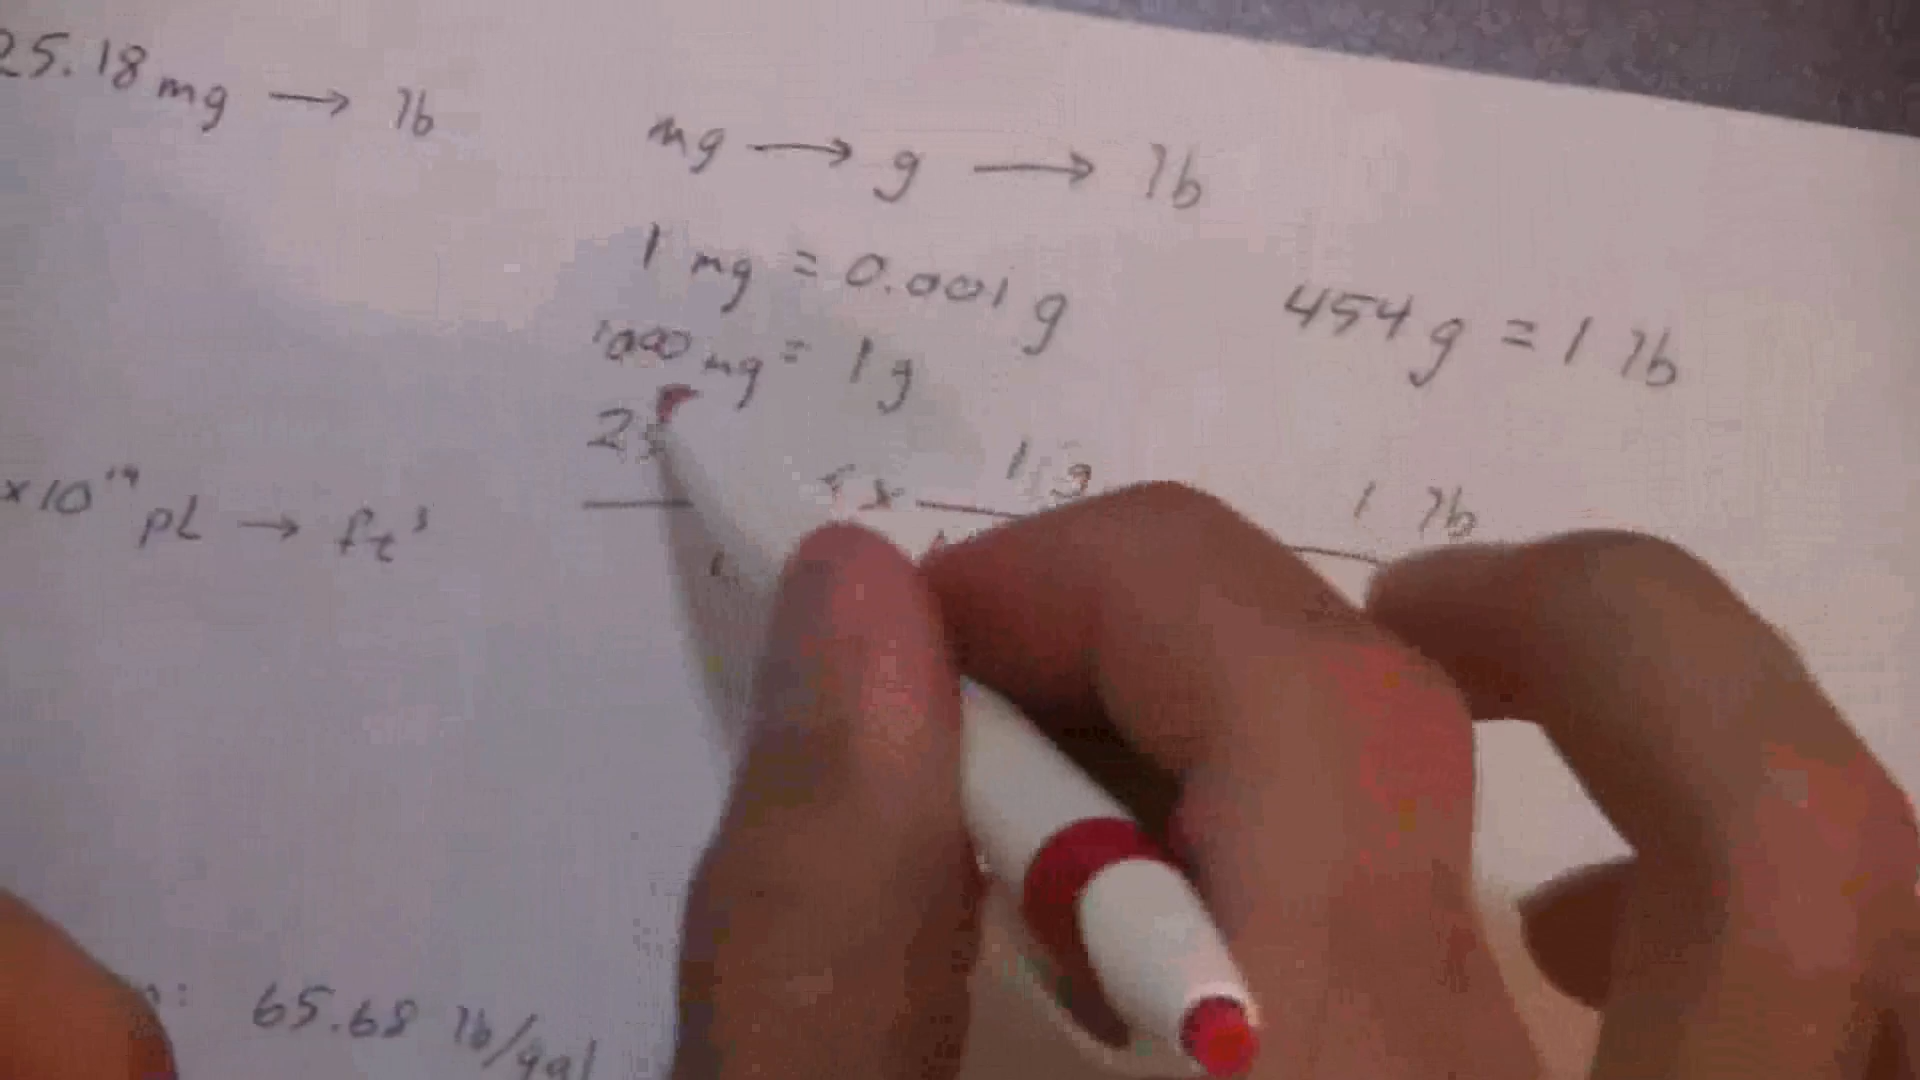 25.18 mg → lb
mg → g → lb
1 mg = 0.001 g
1000 mg = 1 g
454 g = 1 lb
x 1 g
1 lb
pL → ft³
65.68 lb/gal